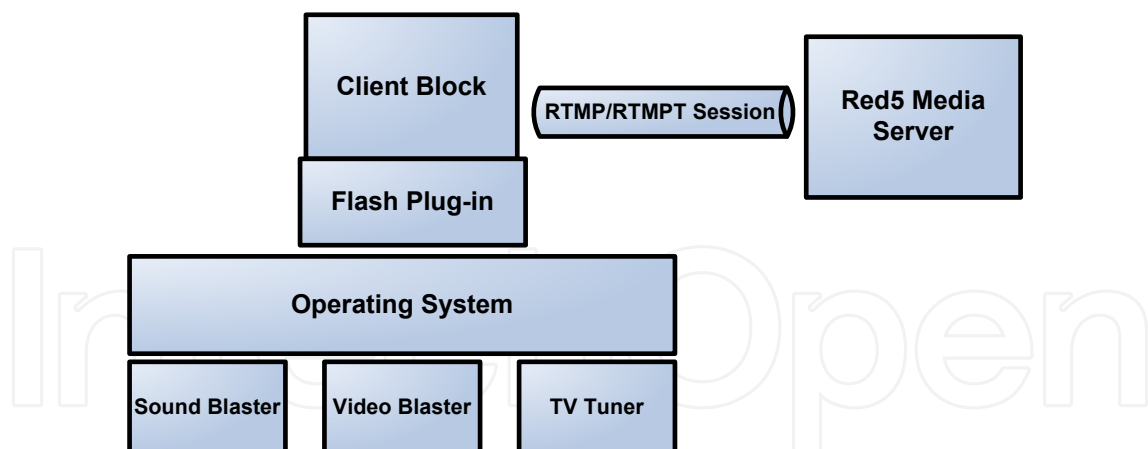 Client Block
RTMP/RTMPT Session
Red5 Media
Server
Flash Plug-in
Operating System
Sound Blaster
Video Blaster
TV Tuner